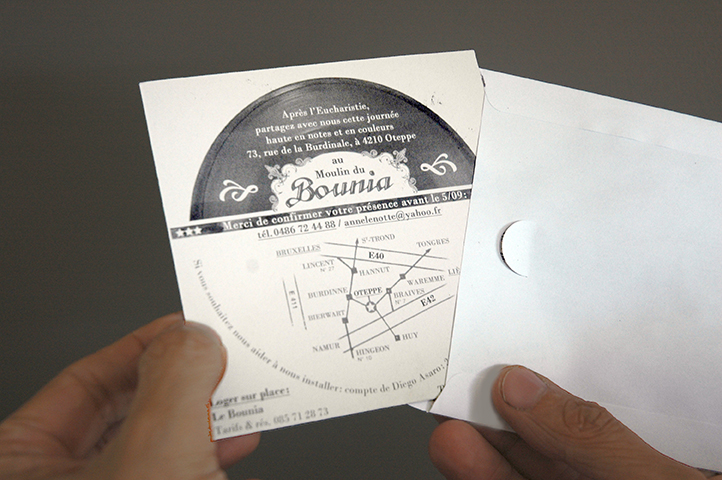 Après l'Eucharistie,
partagez avec nous cette journée
haute en notes et en couleurs
73, rue de la Burdinale, à 4210 Oteppe
au
Moulin du
Bounia
Merci de confirmer votre présence avant le 5/09:
tél. 0486 72 44 88 / annelenotte@yahoo.fr
BRUXELLES
St-TROND
TONGRES
E40
LINCENT
N° 27
HANNUT
WAREMME
LIÈ
E 411
BURDINNE
OTEPPE
BRAIVES
BIERWART
E42
NAMUR
HUY
HINGEON
N° 10
Si vous souhaitez nous aider à nous installer: compte de Diego Asaro:
Loger sur place:
Le Bounia
Tarifs & rés. 085 71 28 73